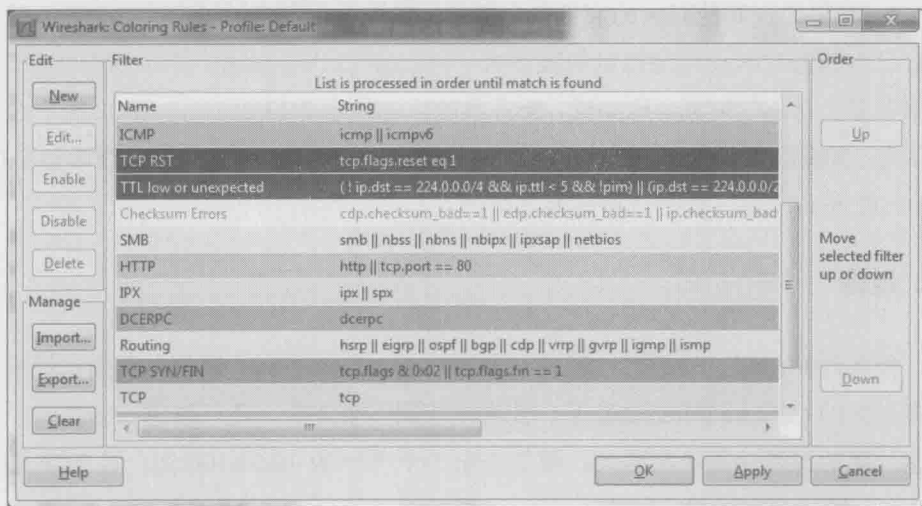 Wireshark: Coloring Rules - Profile: Default
Edit
Filter
Order
List is processed in order until match is found
New
Edit...
Enable
Disable
Delete
Manage
Import...
Export...
Clear
Name String
ICMP icmp || icmpv6
TCP RST tcp.flags.reset eq 1
TTL low or unexpected ( ! ip.dst == 224.0.0.0/4 && ip.ttl < 5 && !pim) || (ip.dst == 224.0.0.0/2
Checksum Errors cdp.checksum_bad==1 || edp.checksum_bad==1 || ip.checksum_bad
SMB smb || nbss || nbns || nbipx || ipxsap || netbios
HTTP http || tcp.port == 80
IPX ipx || spx
DCERPC dcerpc
Routing hsrp || eigrp || ospf || bgp || cdp || vrrp || gvrp || igmp || ismp
TCP SYN/FIN tcp.flags & 0x02 || tcp.flags.fin == 1
TCP tcp
Up
Move
selected filter
up or down
Down
Help
OK
Apply
Cancel